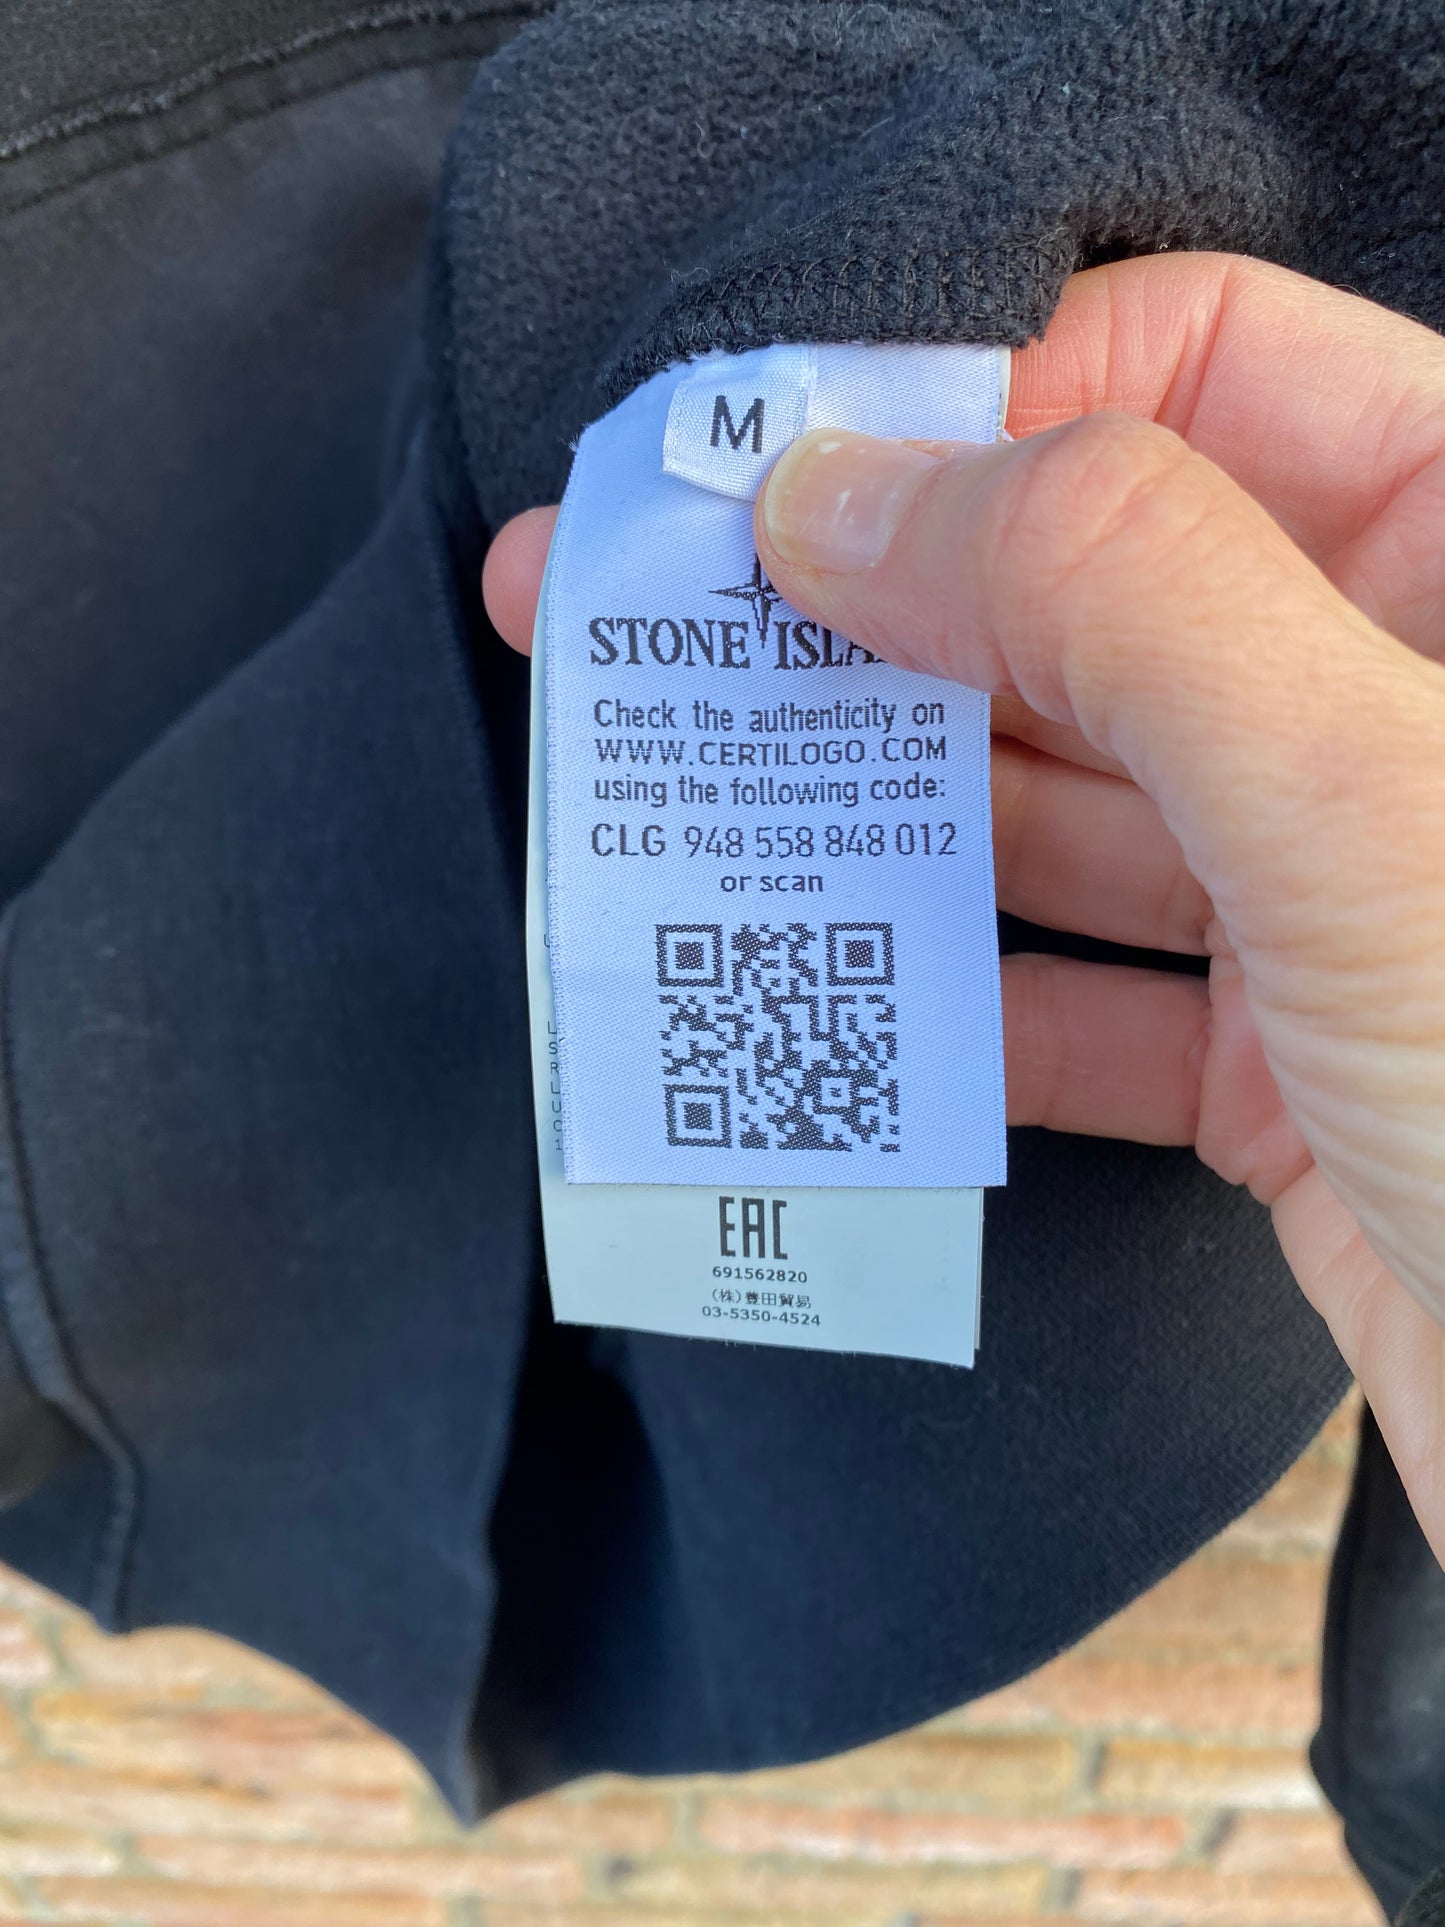 M
STONE ISLA
Check the authenticity on
WWW.CERTILOGO.COM
using the following code:
CLG 948 558 848 012
or scan
EAC
691562820
(株)豊田貿易
03-5350-4524